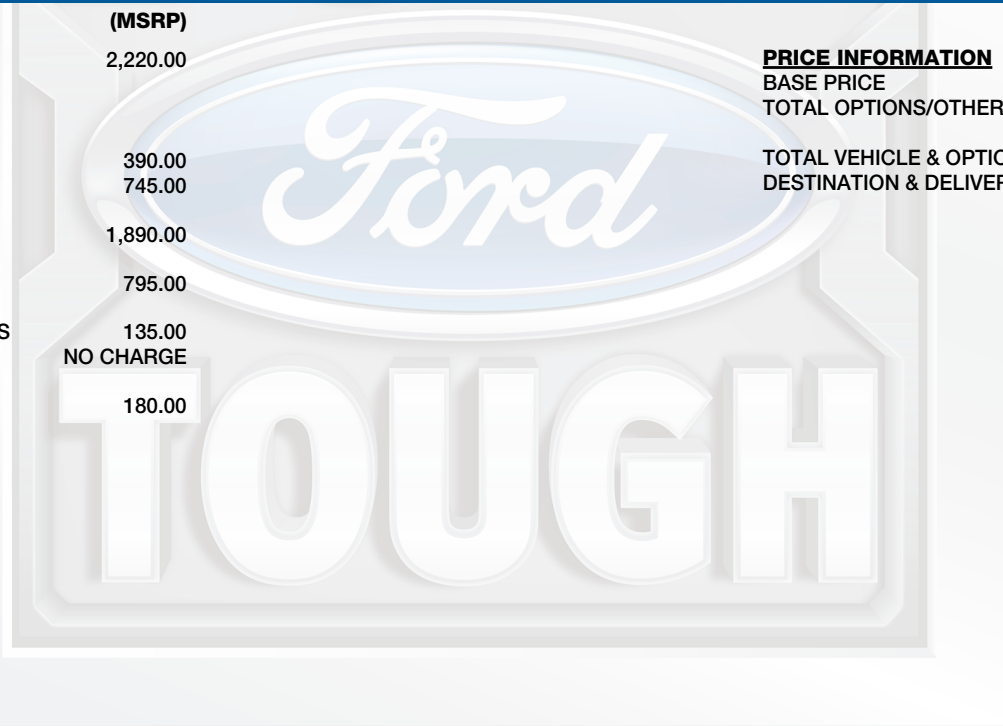 (MSRP)
2,220.00
390.00
745.00
1,890.00
795.00
S 135.00
NO CHARGE
180.00
PRICE INFORMATION
BASE PRICE
TOTAL OPTIONS/OTHER
TOTAL VEHICLE & OPTIO
DESTINATION & DELIVER
Ford
TOUGH